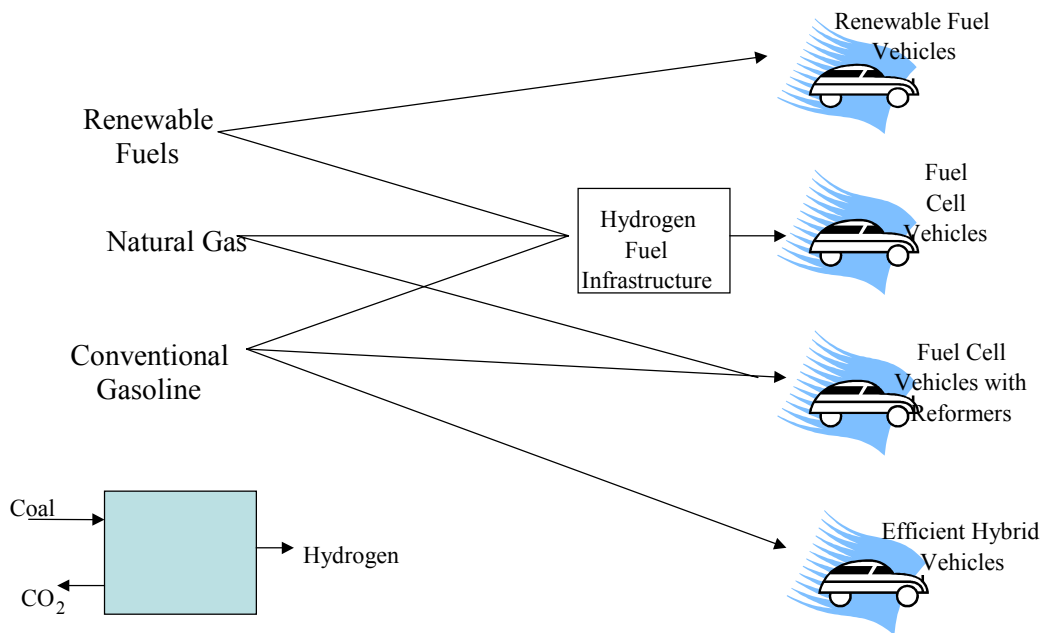 Renewable Fuel
Vehicles
Renewable
Fuels
Fuel
Cell
Vehicles
Hydrogen
Fuel
Infrastructure
Natural Gas
Conventional
Gasoline
Fuel Cell
Vehicles with
Reformers
Coal
Hydrogen
CO2
Efficient Hybrid
Vehicles